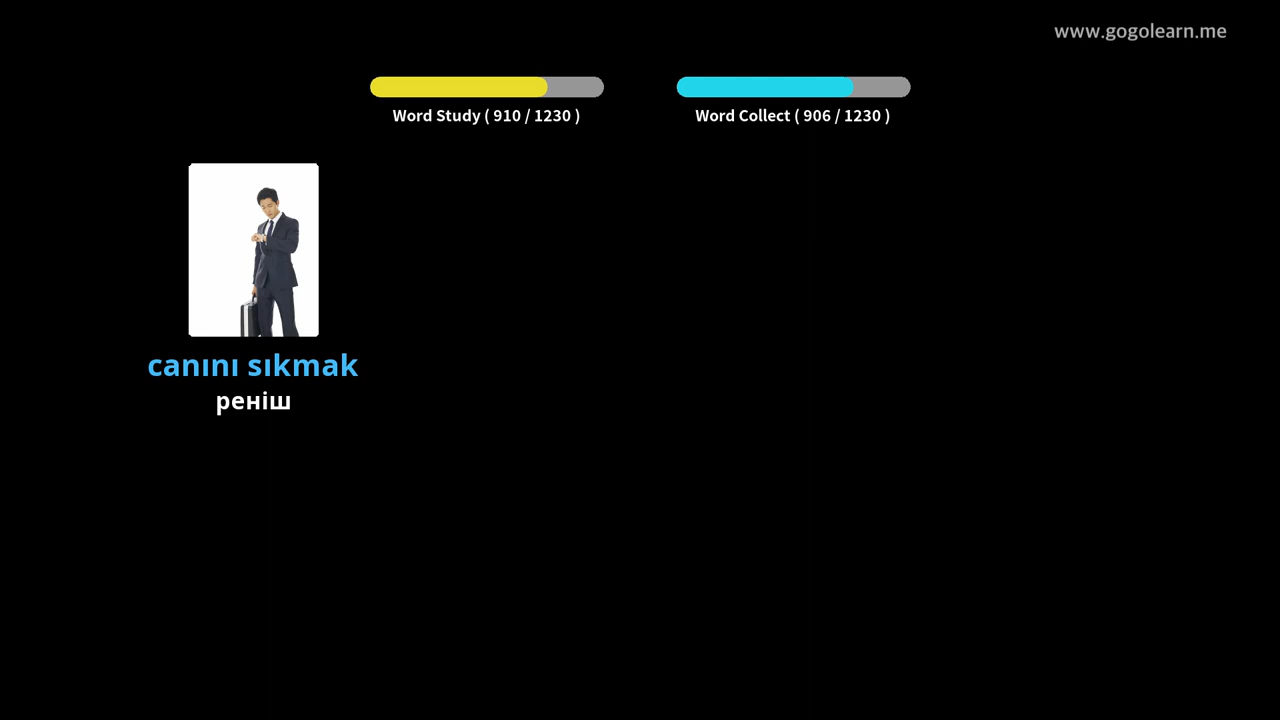 www.gogolearn.me
Word Study ( 910 / 1230 )
Word Collect ( 906 / 1230 )
canını sıkmak
реніш